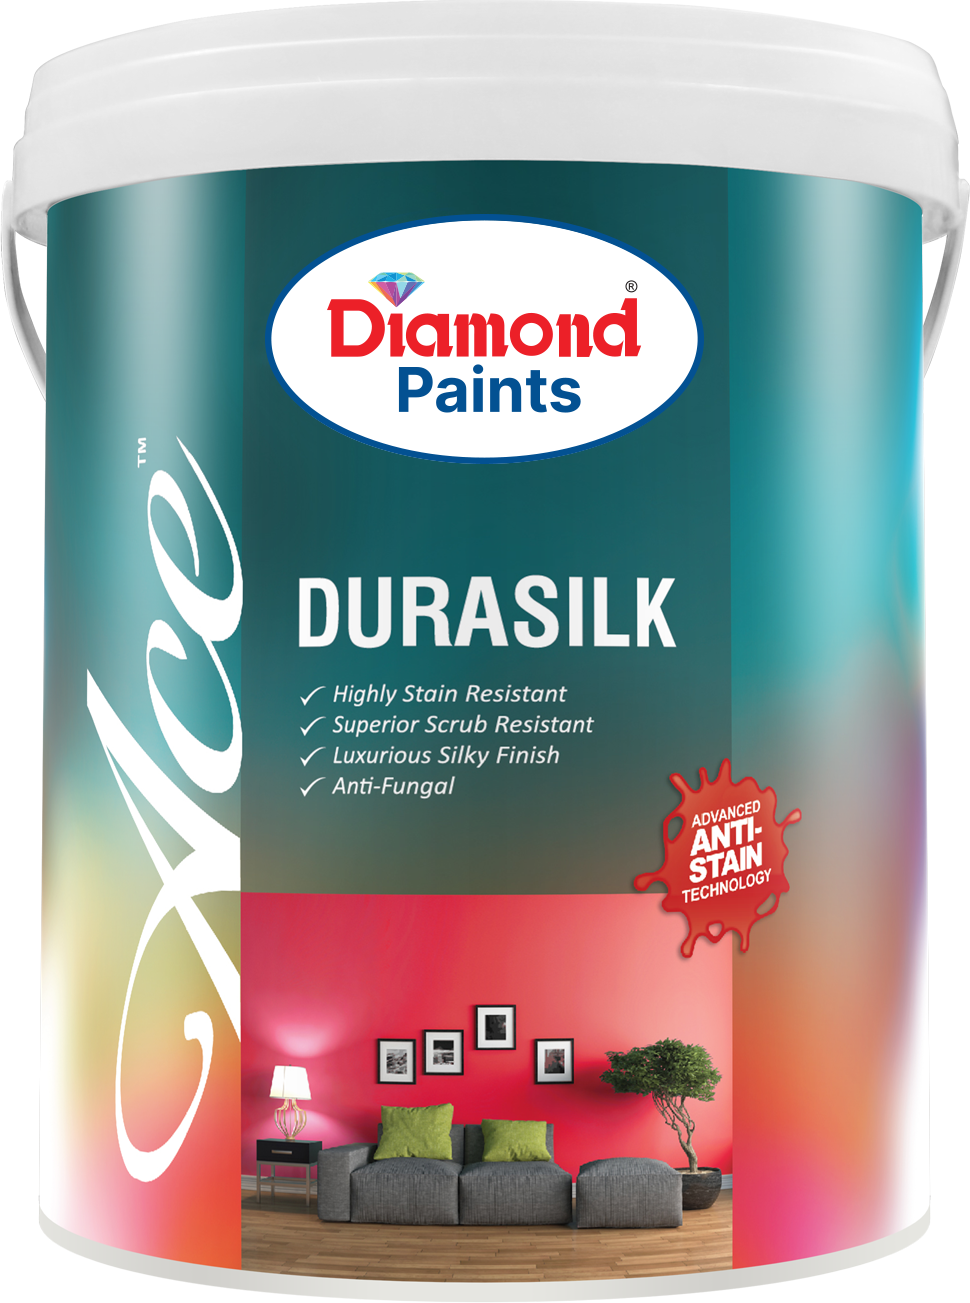 Diamond®
Paints
Ace™
DURASILK
✓ Highly Stain Resistant
✓ Superior Scrub Resistant
✓ Luxurious Silky Finish
✓ Anti-Fungal
ADVANCED
ANTI-
STAIN
TECHNOLOGY